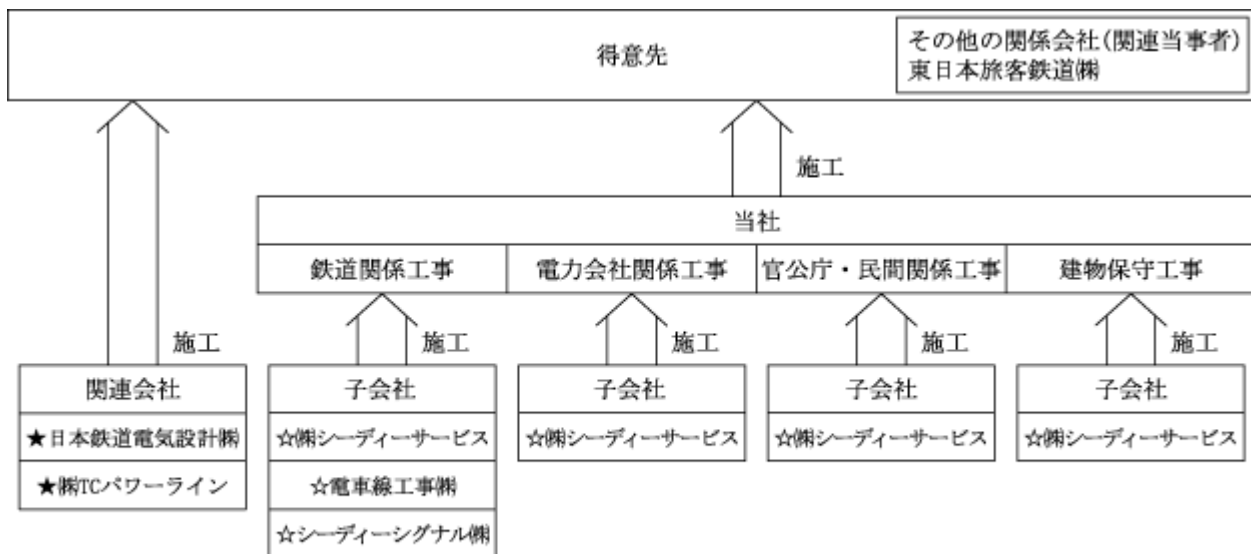 得意先
その他の関係会社(関連当事者)
東日本旅客鉄道㈱
施工
当社
鉄道関係工事
電力会社関係工事
官公庁・民間関係工事
建物保守工事
施工
施工
施工
施工
施工
関連会社
★日本鉄道電気設計㈱
★㈱TCパワーライン
子会社
☆㈱シーディーサービス
☆電車線工事㈱
☆シーディーシグナル㈱
子会社
☆㈱シーディーサービス
子会社
☆㈱シーディーサービス
子会社
☆㈱シーディーサービス